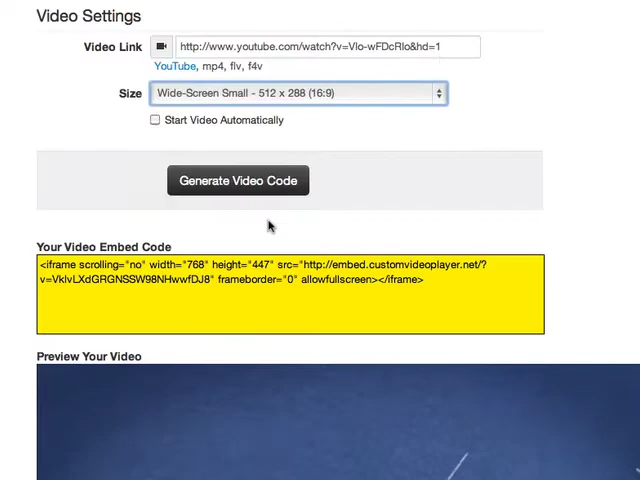 Video Settings
Video Link http://www.youtube.com/watch?v=Vlo-wFDcRlo&hd=1
YouTube, mp4, flv, f4v
Size Wide-Screen Small - 512 x 288 (16:9)
Start Video Automatically
Generate Video Code
Your Video Embed Code
<iframe scrolling="no" width="768" height="447" src="http://embed.customvideoplayer.net/?
v=VklvLXdGRGNSSW98NHwwfDJ8" frameborder="0" allowfullscreen></iframe>
Preview Your Video